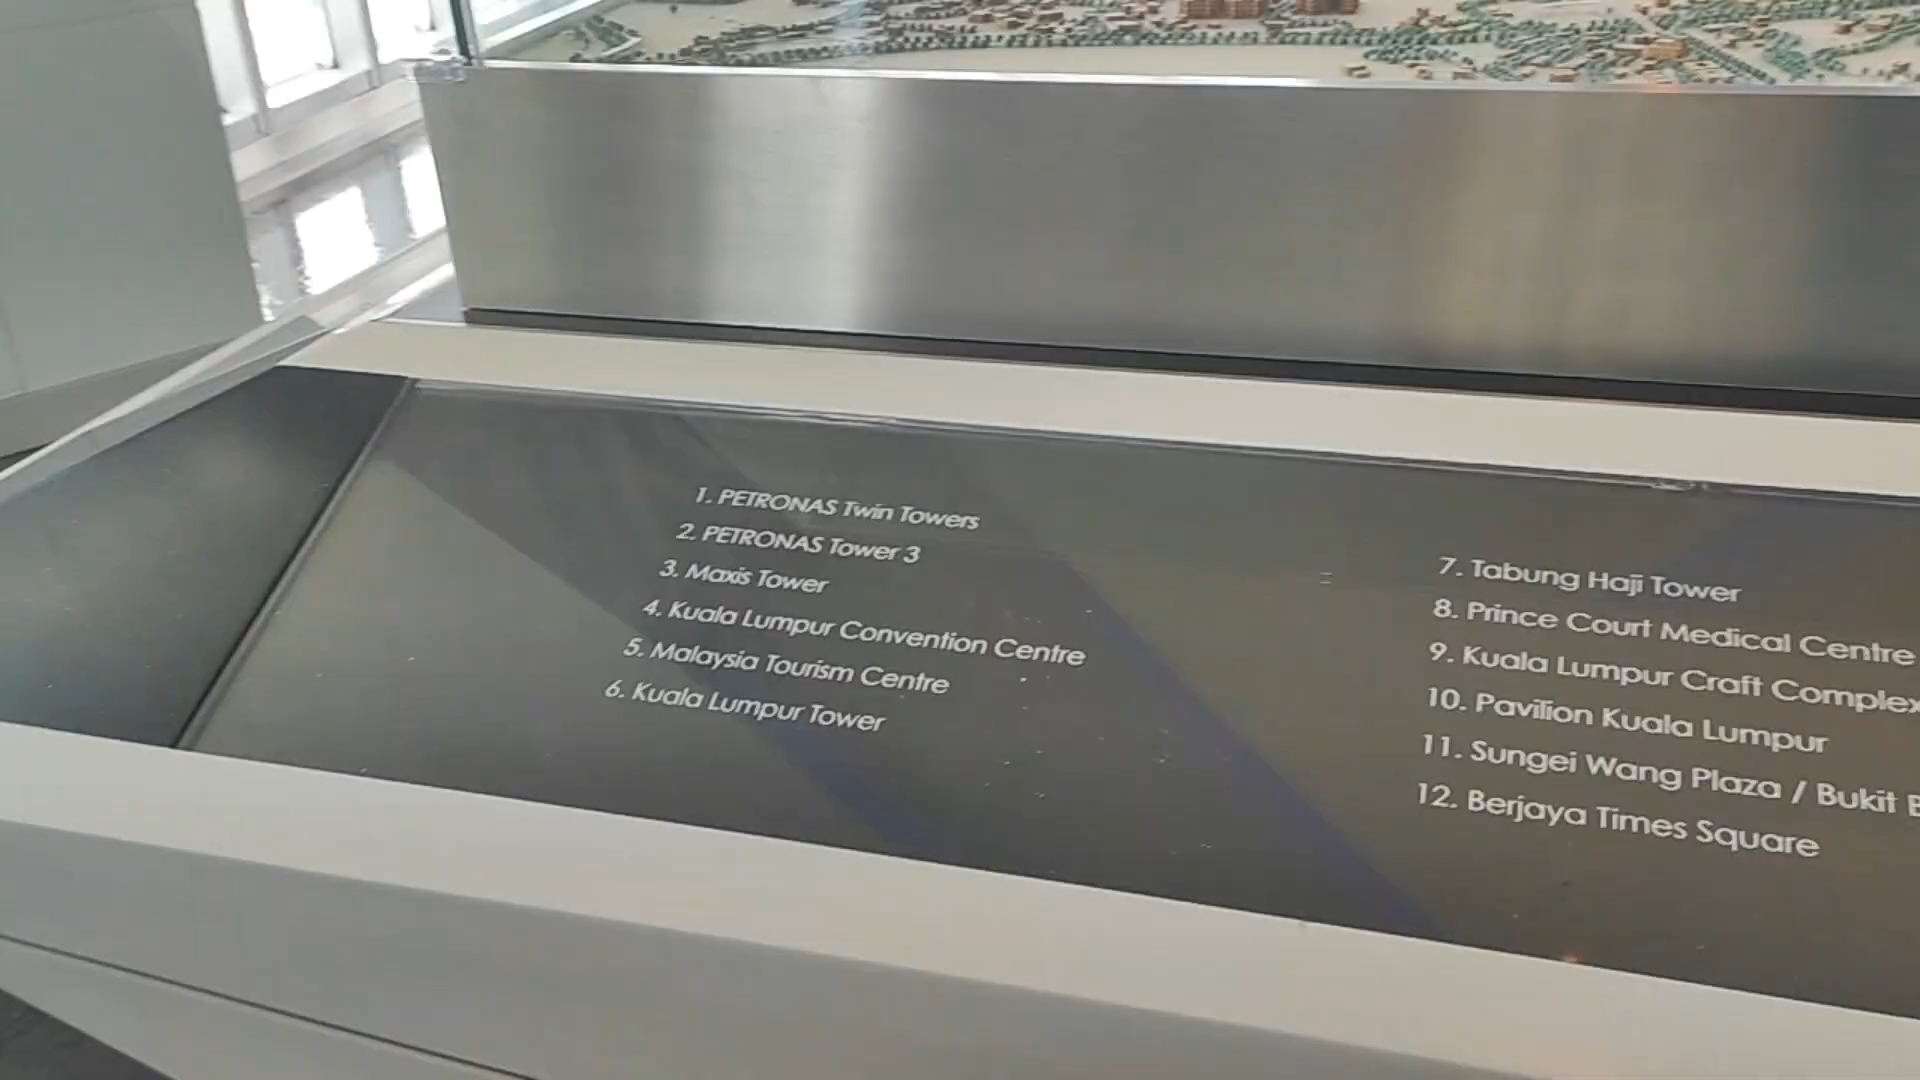 1. PETRONAS Twin Towers
2. PETRONAS Tower 3
3. Maxis Tower
4. Kuala Lumpur Convention Centre
5. Malaysia Tourism Centre
6. Kuala Lumpur Tower
7. Tabung Haji Tower
8. Prince Court Medical Centre
9. Kuala Lumpur Craft Complex
10. Pavilion Kuala Lumpur
11. Sungei Wang Plaza / Bukit
12. Berjaya Times Square